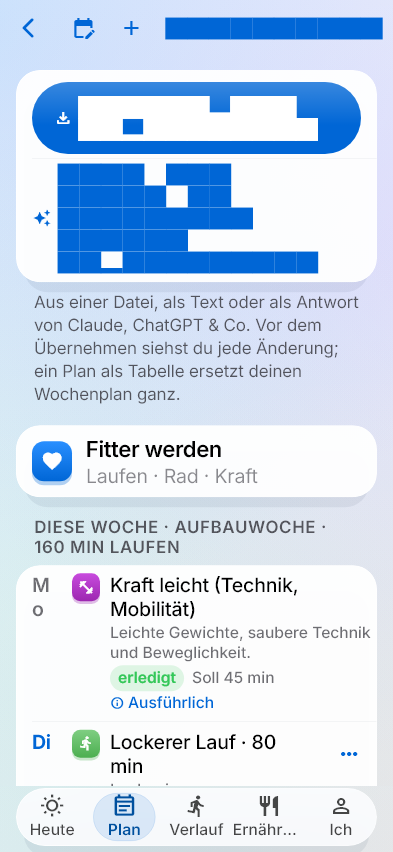 Aus einer Datei, als Text oder als Antwort
von Claude, ChatGPT & Co. Vor dem
Übernehmen siehst du jede Änderung;
ein Plan als Tabelle ersetzt deinen
Wochenplan ganz.
Fitter werden
Laufen · Rad · Kraft
DIESE WOCHE · AUFBAUWOCHE ·
160 MIN LAUFEN
M
o
Kraft leicht (Technik,
Mobilität)
Leichte Gewichte, saubere Technik
und Beweglichkeit.
erledigt Soll 45 min
Ausführlich
Di
Lockerer Lauf · 80
min
Heute Plan Verlauf Ernähr... Ich